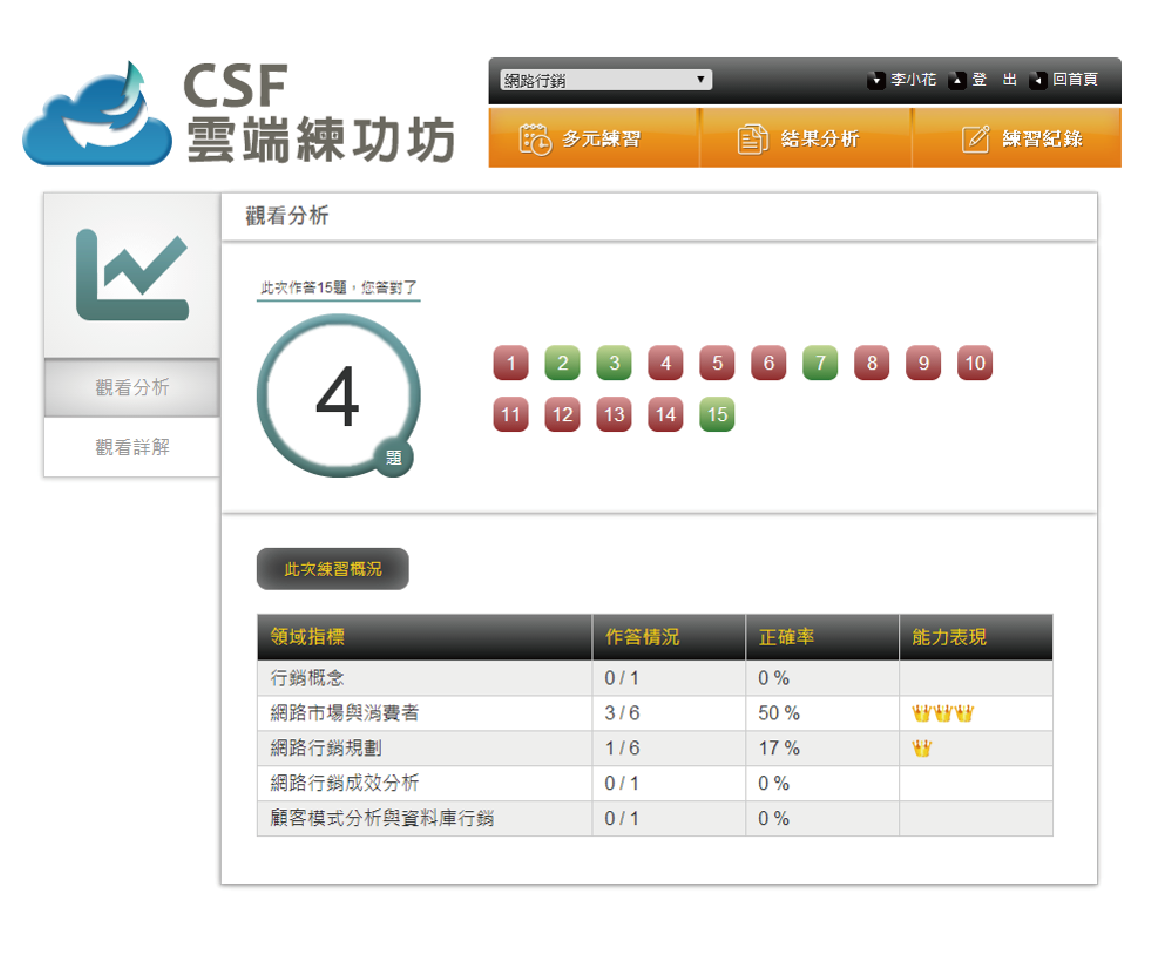 CSF
雲端練功坊
網路行銷 李小花 登 出 回首頁
多元練習 結果分析 練習紀錄
觀看分析
此次作答15題，您答對了
4
題
1 2 3 4 5 6 7 8 9 10
11 12 13 14 15
觀看分析
觀看詳解
此次練習概況
領域指標 作答情況 正確率 能力表現
行銷概念 0 / 1 0 %
網路市場與消費者 3 / 6 50 %
網路行銷規劃 1 / 6 17 %
網路行銷成效分析 0 / 1 0 %
顧客模式分析與資料庫行銷 0 / 1 0 %